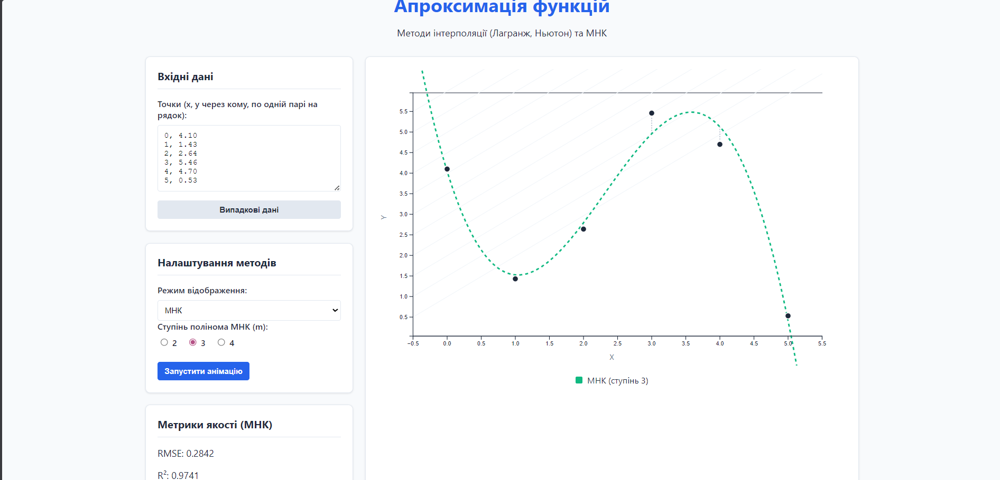 Апроксимація функцій
Методи інтерполяції (Лагранж, Ньютон) та МНК
Вхідні дані
Точки (x, y через кому, по одній парі на
рядок):
0, 4.10
1, 1.43
2, 2.64
3, 5.46
4, 4.70
5, 0.53
Випадкові дані
Налаштування методів
Режим відображення:
МНК
Ступінь полінома МНК (m):
2 3 4
Запустити анімацію
Метрики якості (МНК)
RMSE: 0.2842
R²: 0.9741
5.5
5.0
4.5
4.0
3.5
3.0
2.5
2.0
1.5
1.0
0.5
Y
−0.5 0.0 0.5 1.0 1.5 2.0 2.5 3.0 3.5 4.0 4.5 5.0 5.5
X
МНК (ступінь 3)